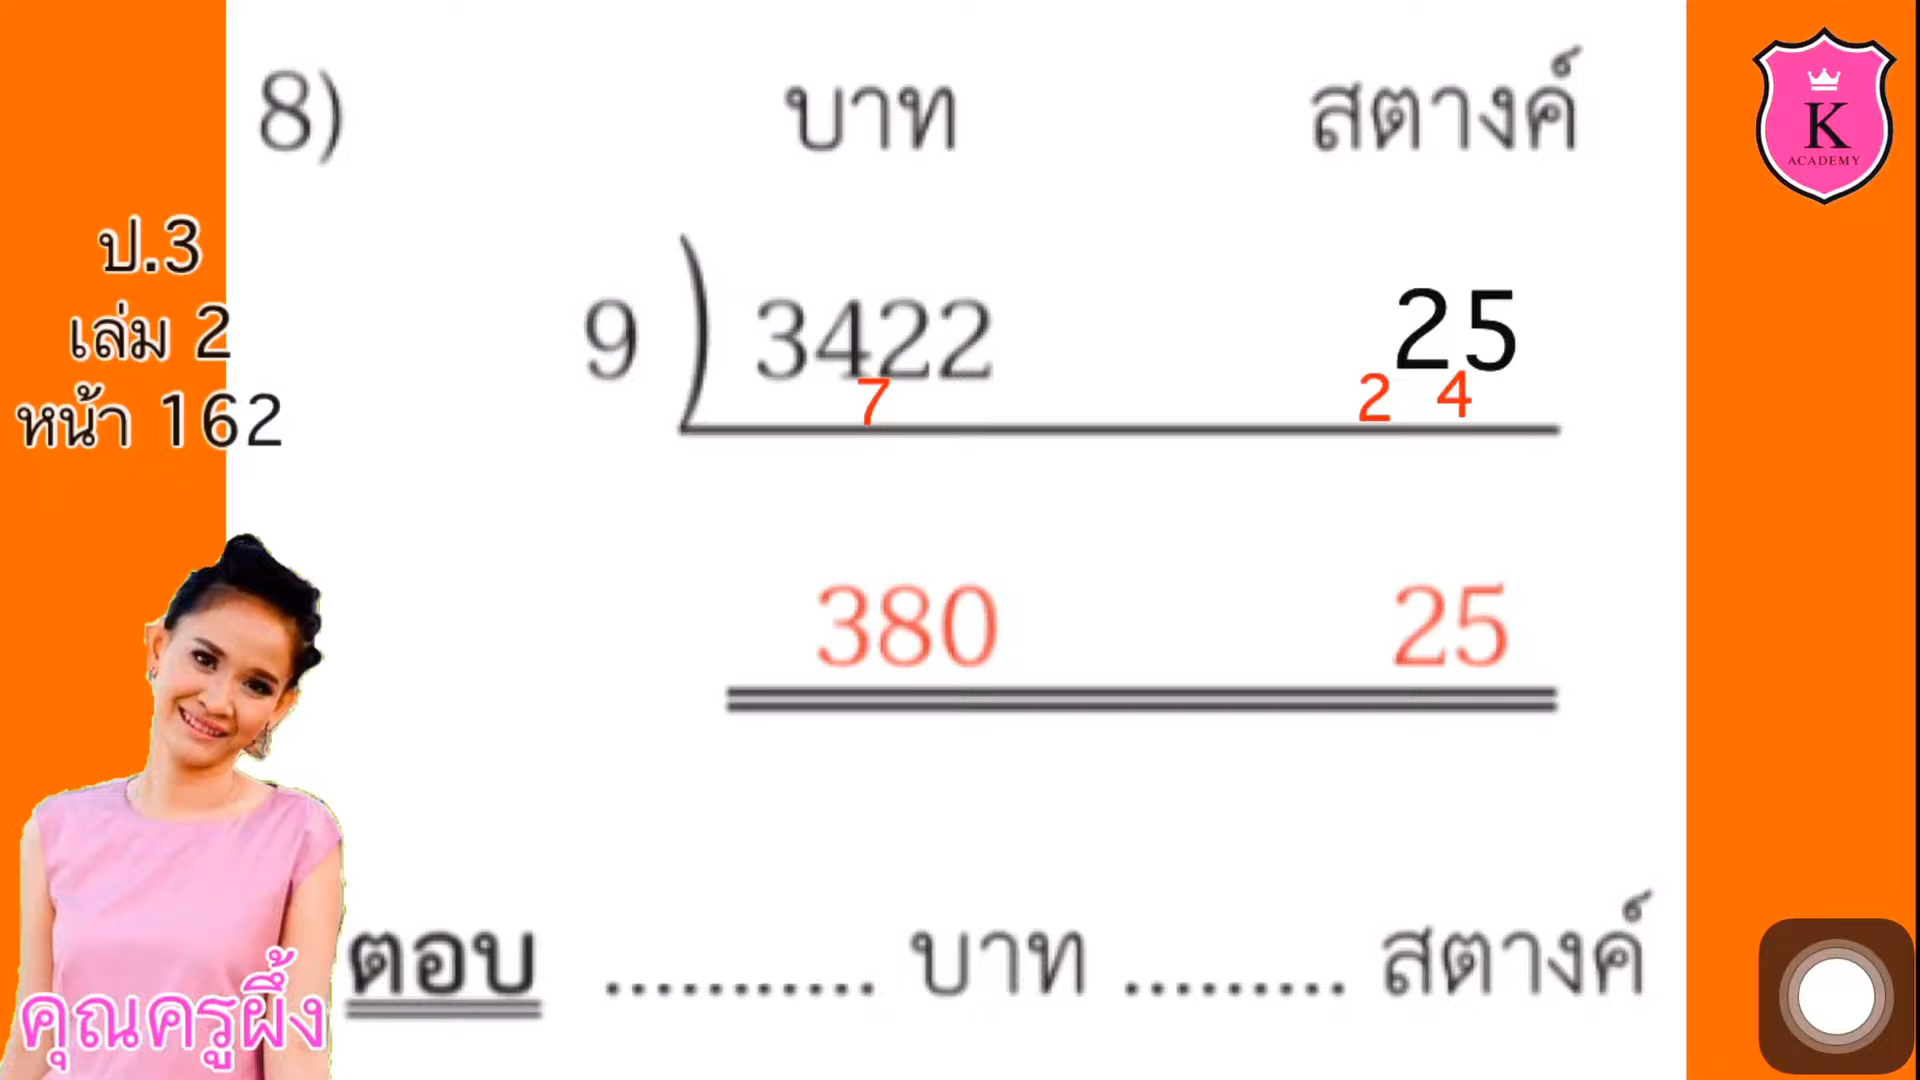 8) บาท สตางค์
ป.3
เล่ม 2
หน้า 162
9 3422 25
7 2 4
380 25
ตอบ ............ บาท ......... สตางค์
คุณครูผึ้ง
K
ACADEMY